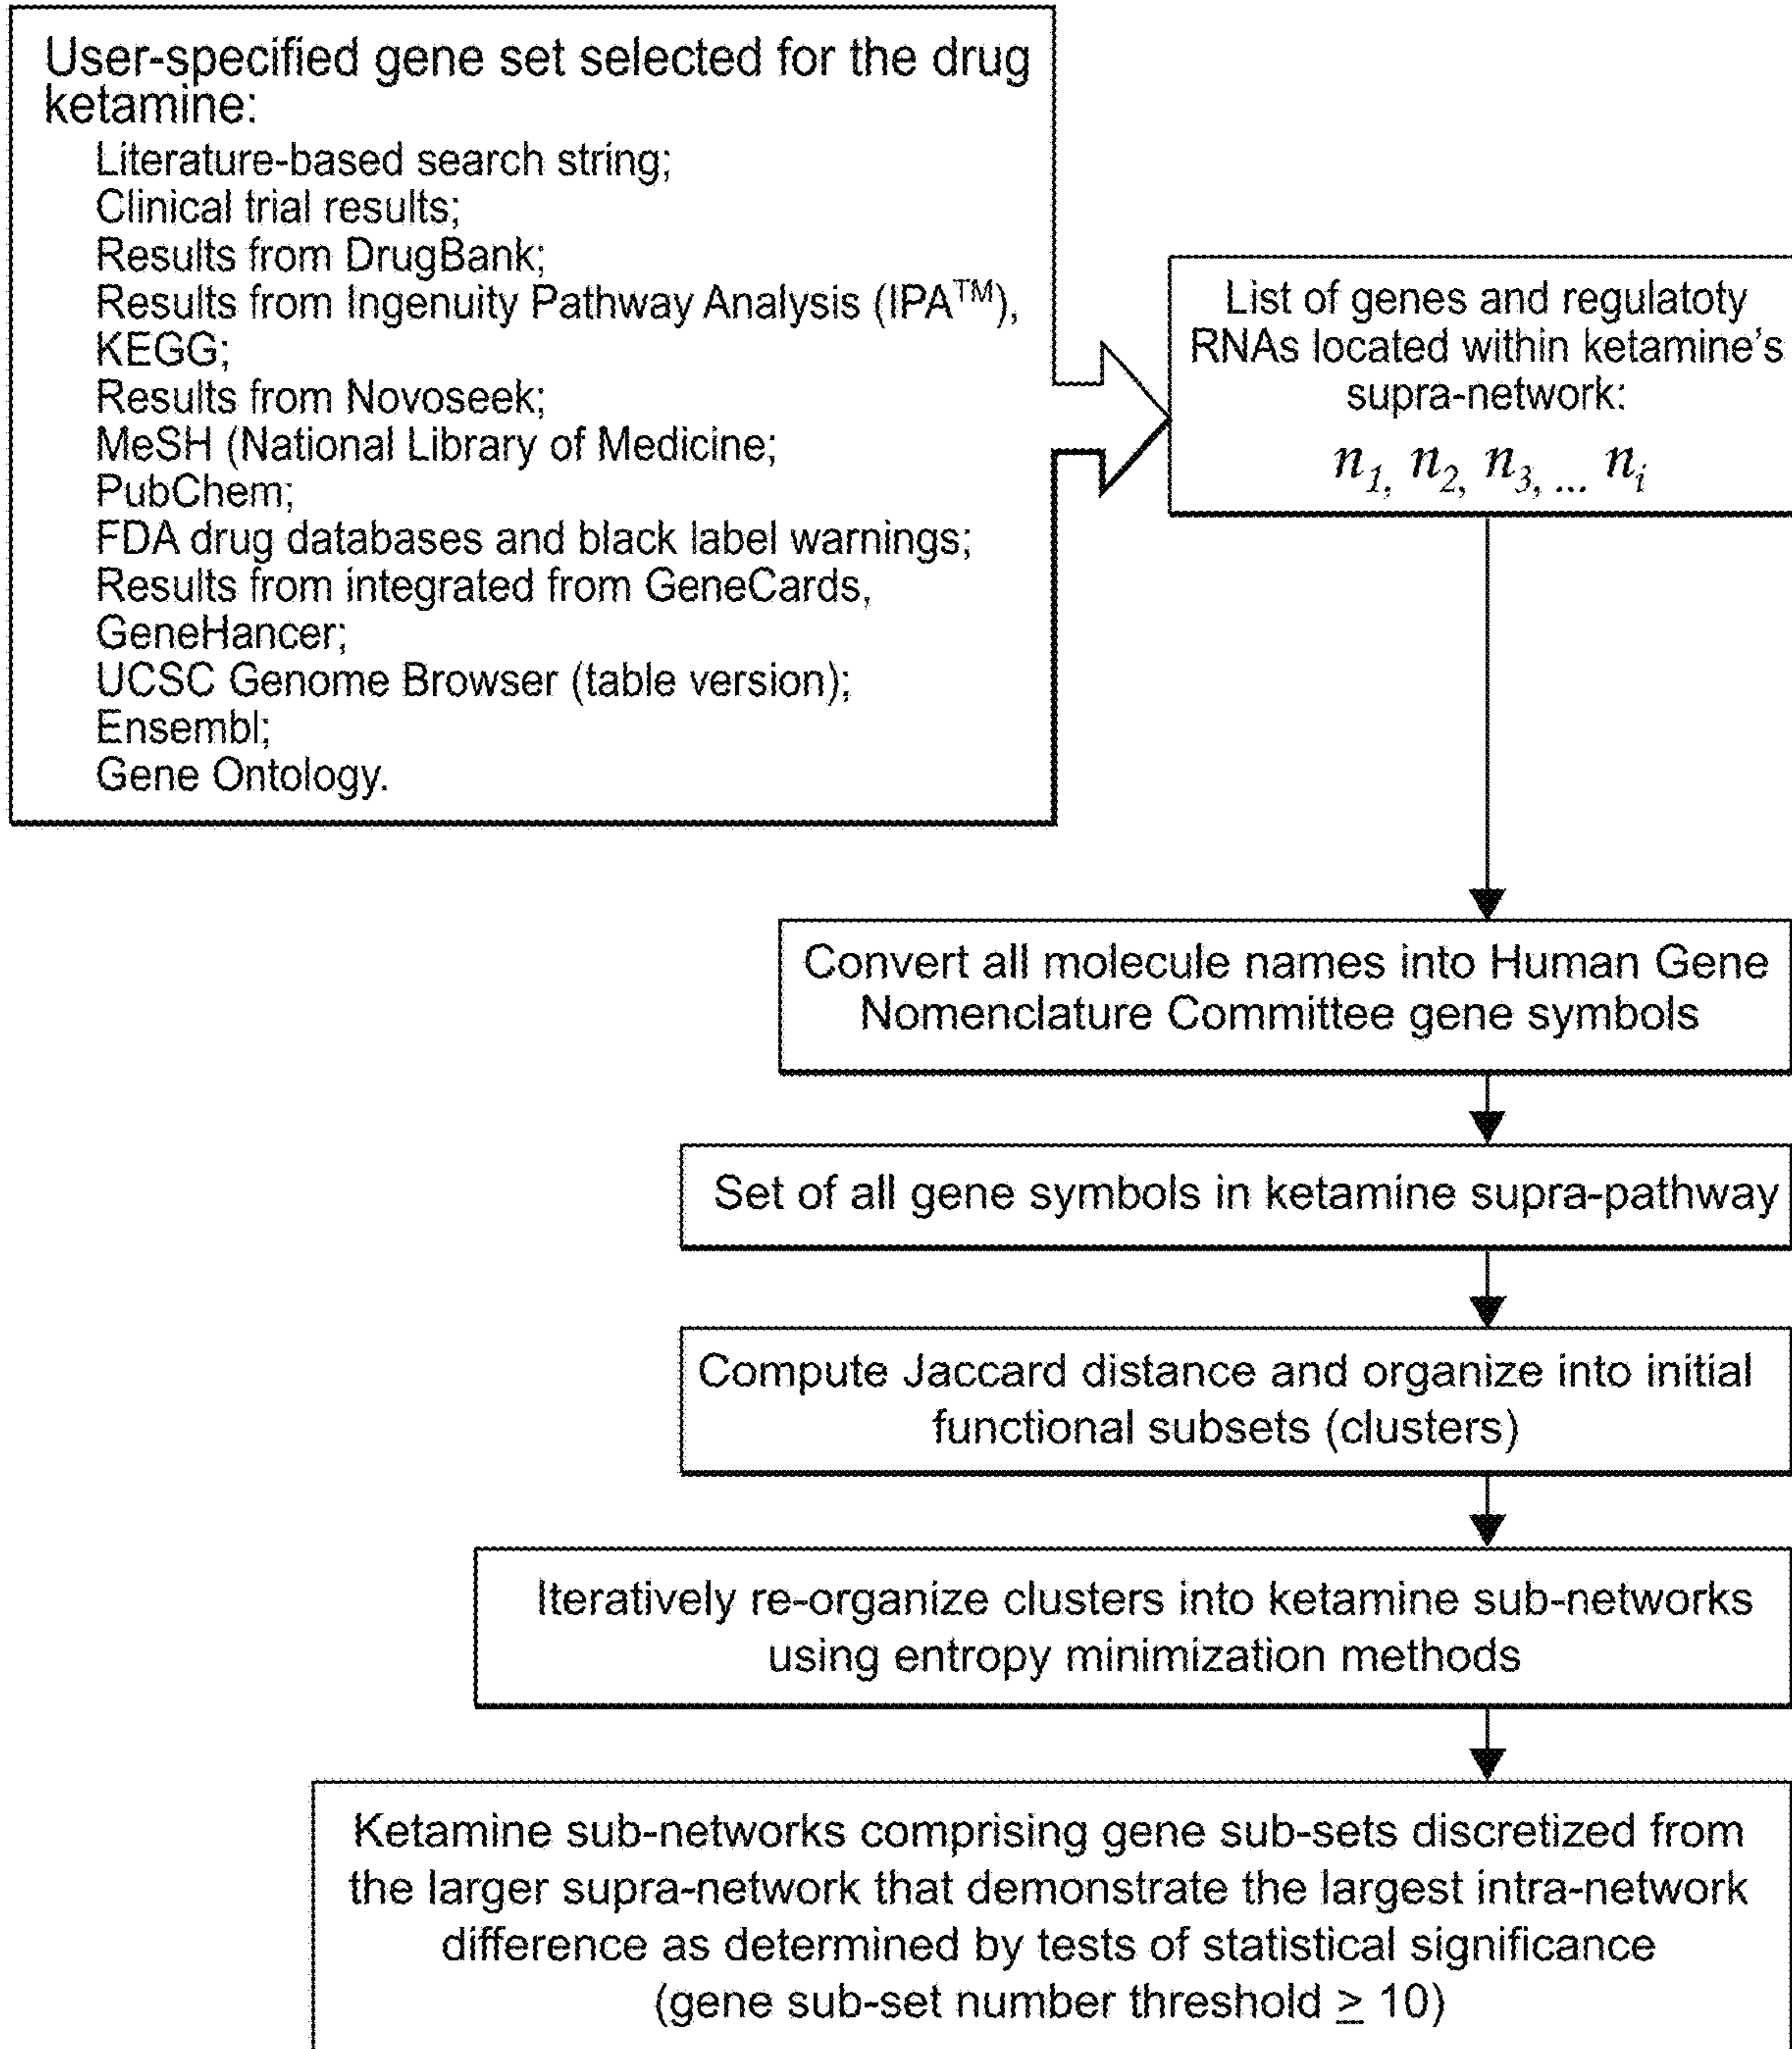 User-specified gene set selected for the drug
ketamine:
Literature-based search string;
Clinical trial results;
Results from DrugBank;
Results from Ingenuity Pathway Analysis (IPA™),
KEGG;
Results from Novoseek;
MeSH (National Library of Medicine;
PubChem;
FDA drug databases and black label warnings;
Results from integrated from GeneCards,
GeneHancer;
UCSC Genome Browser (table version);
Ensembl;
Gene Ontology.
List of genes and regulatoty
RNAs located within ketamine's
supra-network:
n1, n2, n3, ... ni
Convert all molecule names into Human Gene
Nomenclature Committee gene symbols
Set of all gene symbols in ketamine supra-pathway
Compute Jaccard distance and organize into initial
functional subsets (clusters)
Iteratively re-organize clusters into ketamine sub-networks
using entropy minimization methods
Ketamine sub-networks comprising gene sub-sets discretized from
the larger supra-network that demonstrate the largest intra-network
difference as determined by tests of statistical significance
(gene sub-set number threshold ≥ 10)